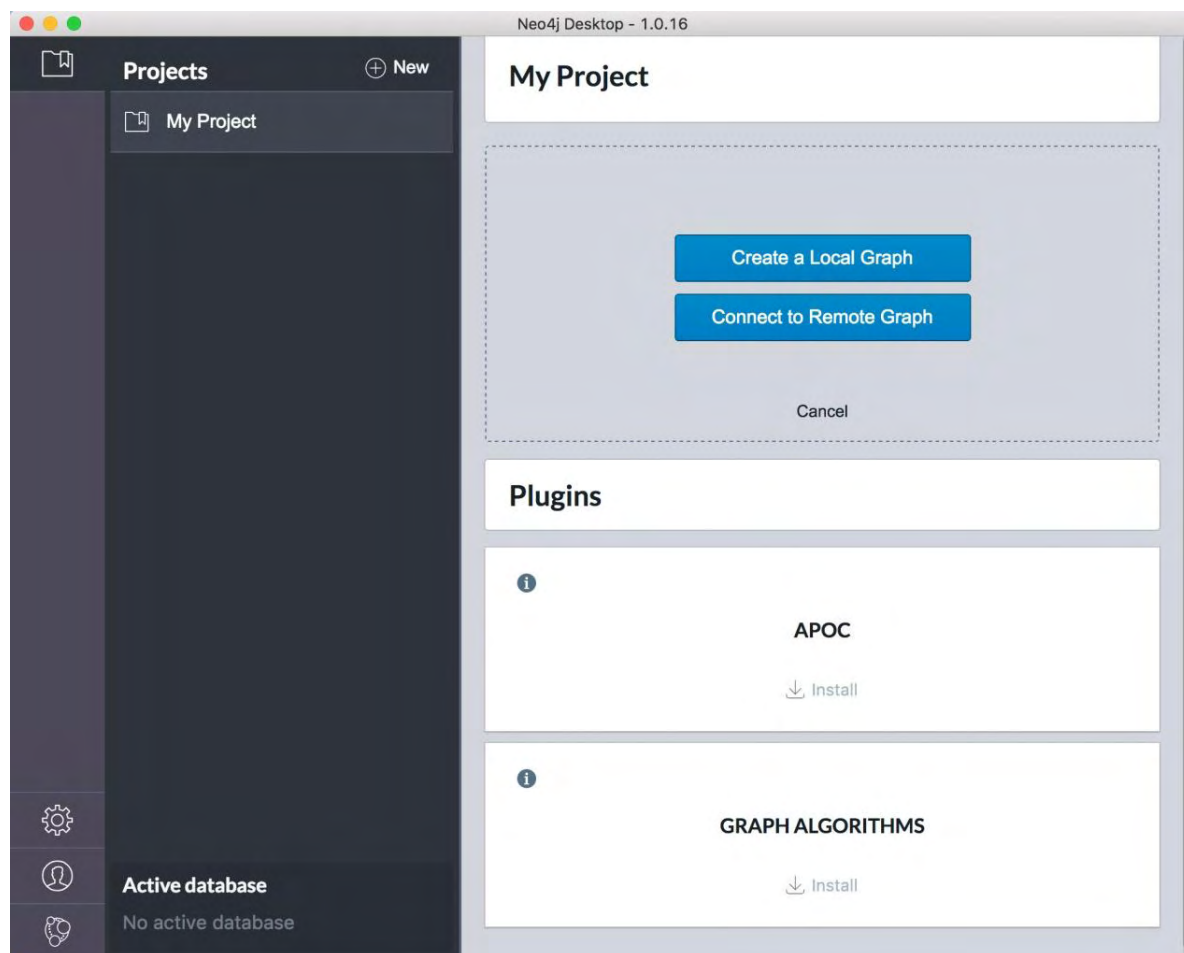 Neo4j Desktop - 1.0.16
Projects
New
My Project
Active database
No active database
My Project
Create a Local Graph
Connect to Remote Graph
Cancel
Plugins
APOC
Install
GRAPH ALGORITHMS
Install